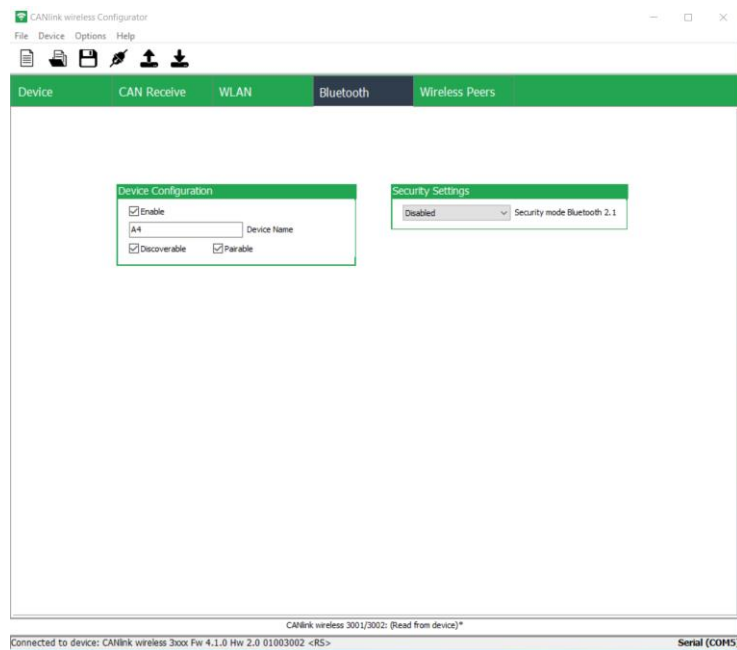 CANlink wireless Configurator
File Device Options Help
Device CAN Receive WLAN Bluetooth Wireless Peers
Device Configuration
Enable
A4 Device Name
Discoverable Pairable
Security Settings
Disabled Security mode Bluetooth 2.1
CANlink wireless 3001/3002: (Read from device)*
Connected to device: CANlink wireless 3xxx Fw 4.1.0 Hw 2.0 01003002 <RS> Serial (COM5